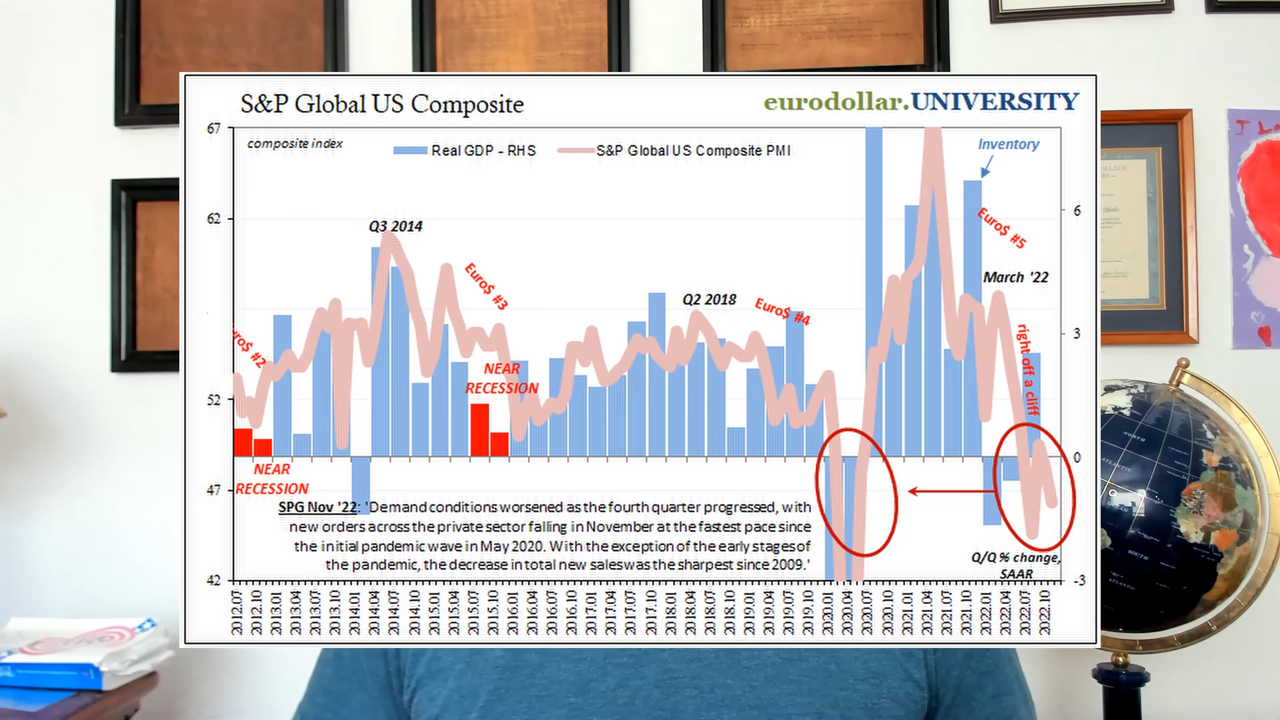 S&P Global US Composite
eurodollar.UNIVERSITY
67
composite index
Real GDP - RHS
S&P Global US Composite PMI
Inventory
62
6
Q3 2014
Euro$ #5
Euro$ #3
March '22
Q2 2018
Euro$ #4
uro$ #2
3
right off a cliff
NEAR
RECESSION
52
0
NEAR
RECESSION
47
SPG Nov '22: 'Demand conditions worsened as the fourth quarter progressed, with
new orders across the private sector falling in November at the fastest pace since
the initial pandemic wave in May 2020. With the exception of the early stages of
the pandemic, the decrease in total new sales was the sharpest since 2009.'
Q/Q % change,
SAAR
42
-3
2012.07
2012.10
2013.01
2013.04
2013.07
2013.10
2014.01
2014.04
2014.07
2014.10
2015.01
2015.04
2015.07
2015.10
2016.01
2016.04
2016.07
2016.10
2017.01
2017.04
2017.07
2017.10
2018.01
2018.04
2018.07
2018.10
2019.01
2019.04
2019.07
2019.10
2020.01
2020.04
2020.07
2020.10
2021.01
2021.04
2021.07
2021.10
2022.01
2022.04
2022.07
2022.10
NORTH
ATLANTIC
SOUTH
ATLANTIC